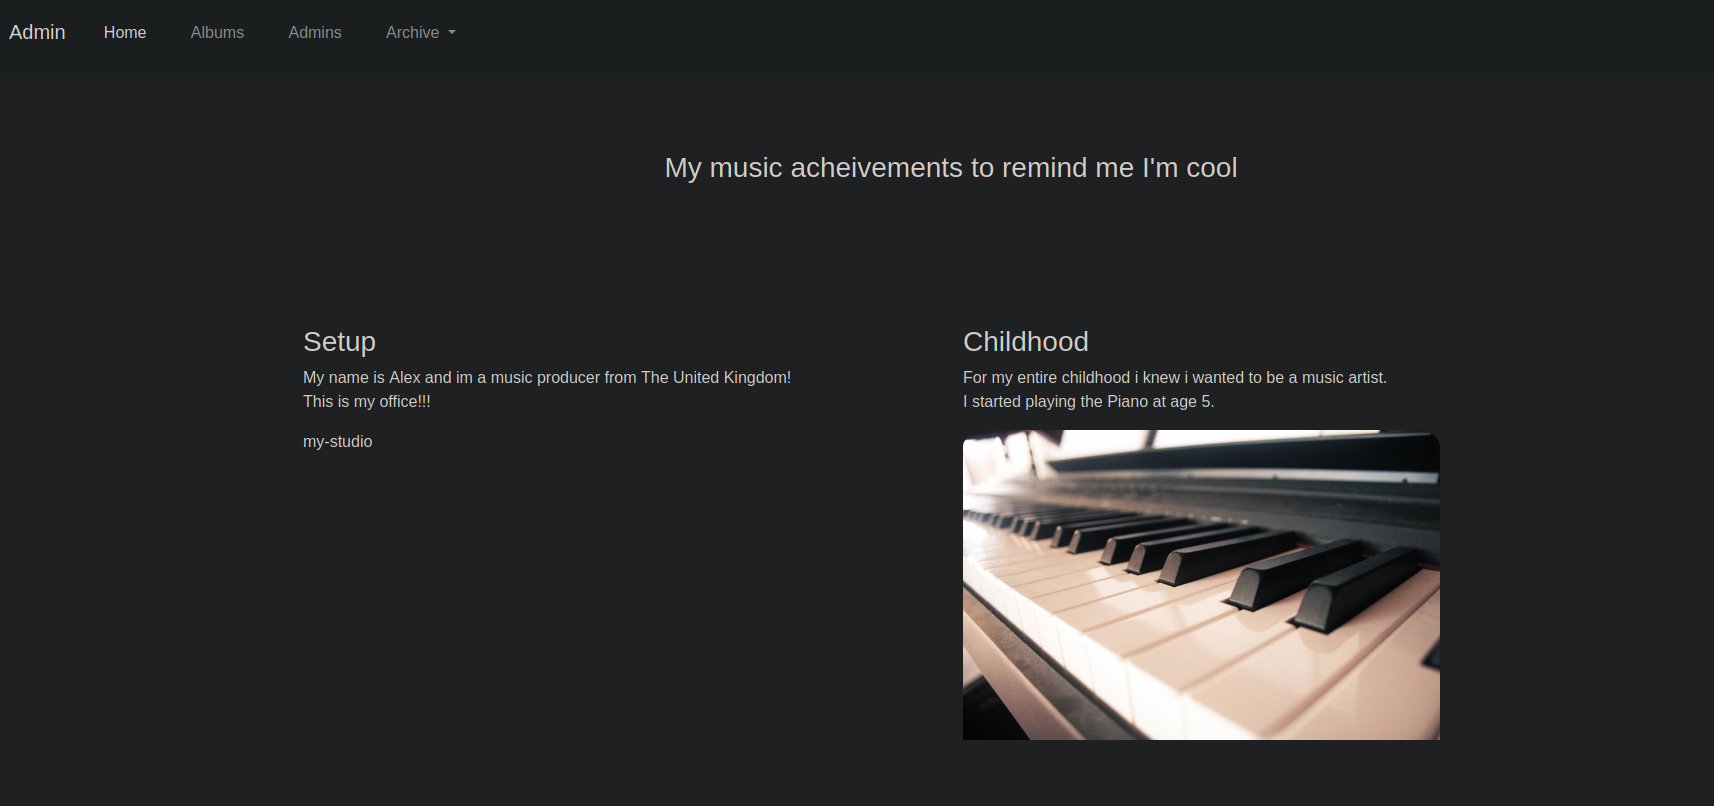 Admin Home Albums Admins Archive
My music acheivements to remind me I'm cool
Setup
My name is Alex and im a music producer from The United Kingdom!
This is my office!!!
my-studio
Childhood
For my entire childhood i knew i wanted to be a music artist.
I started playing the Piano at age 5.